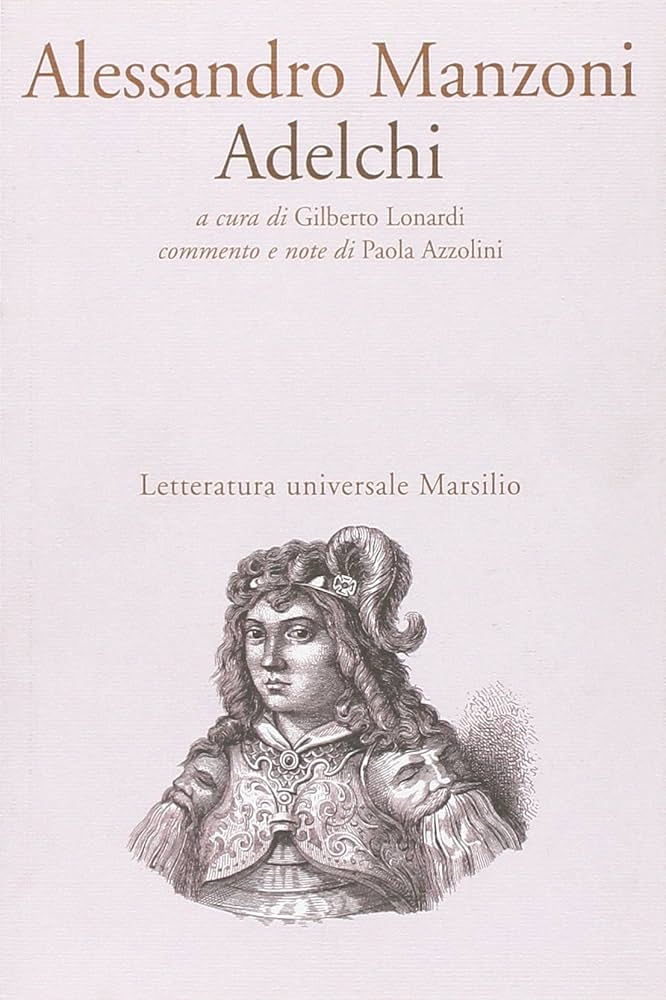 Alessandro Manzoni
Adelchi
a cura di Gilberto Lonardi
commento e note di Paola Azzolini
Letteratura universale Marsilio